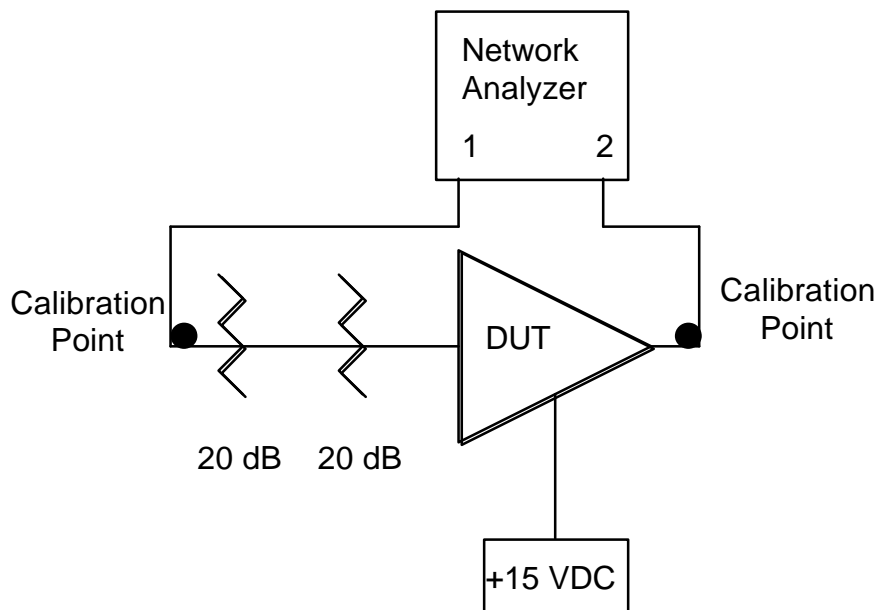 Network
Analyzer
1 2
Calibration
Point
DUT
Calibration
Point
20 dB 20 dB
+15 VDC